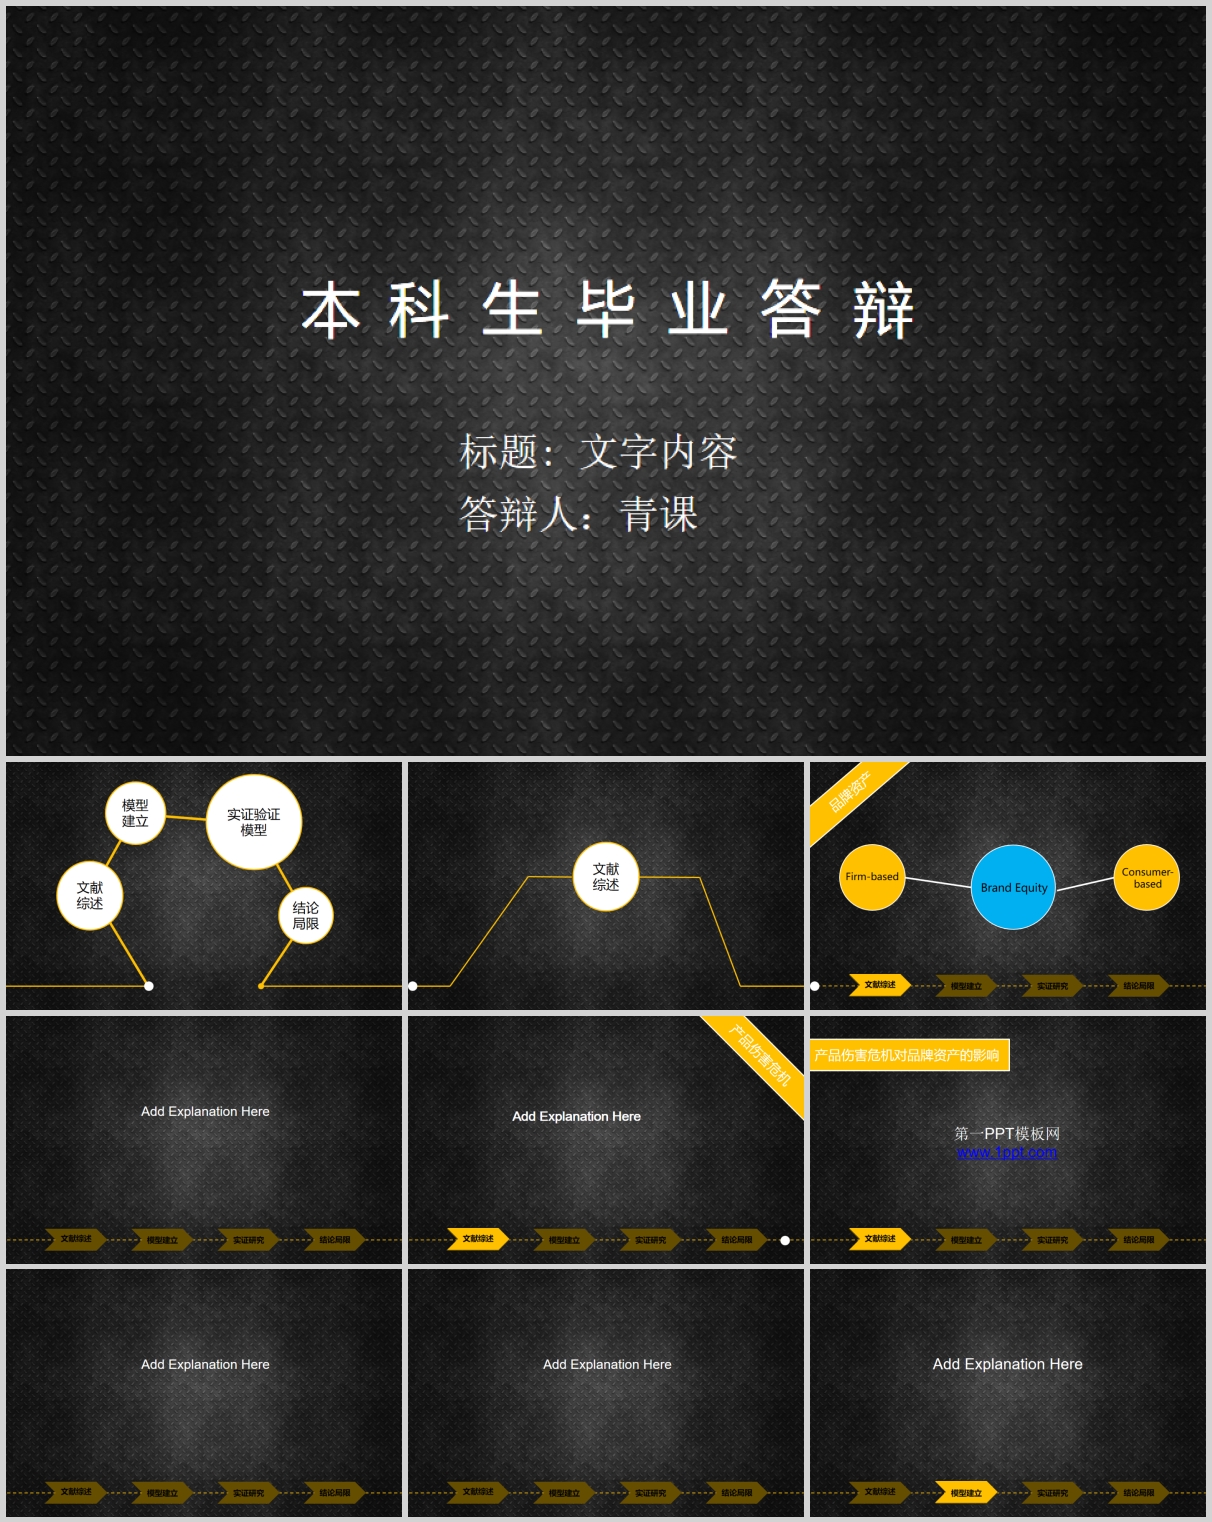 本科生毕业答辩
标题：文字内容
答辩人：青课
模型
建立
实证验证
模型
文献
综述
结论
局限
文献
综述
品牌资产
Firm-based
Brand Equity
Consumer-
based
文献综述
模型建立
实证研究
结论局限
Add Explanation Here
文献综述
模型建立
实证研究
结论局限
产品伤害危机
Add Explanation Here
文献综述
模型建立
实证研究
结论局限
产品伤害危机对品牌资产的影响
第一PPT模板网
www.1ppt.com
文献综述
模型建立
实证研究
结论局限
Add Explanation Here
文献综述
模型建立
实证研究
结论局限
Add Explanation Here
文献综述
模型建立
实证研究
结论局限
Add Explanation Here
文献综述
模型建立
实证研究
结论局限